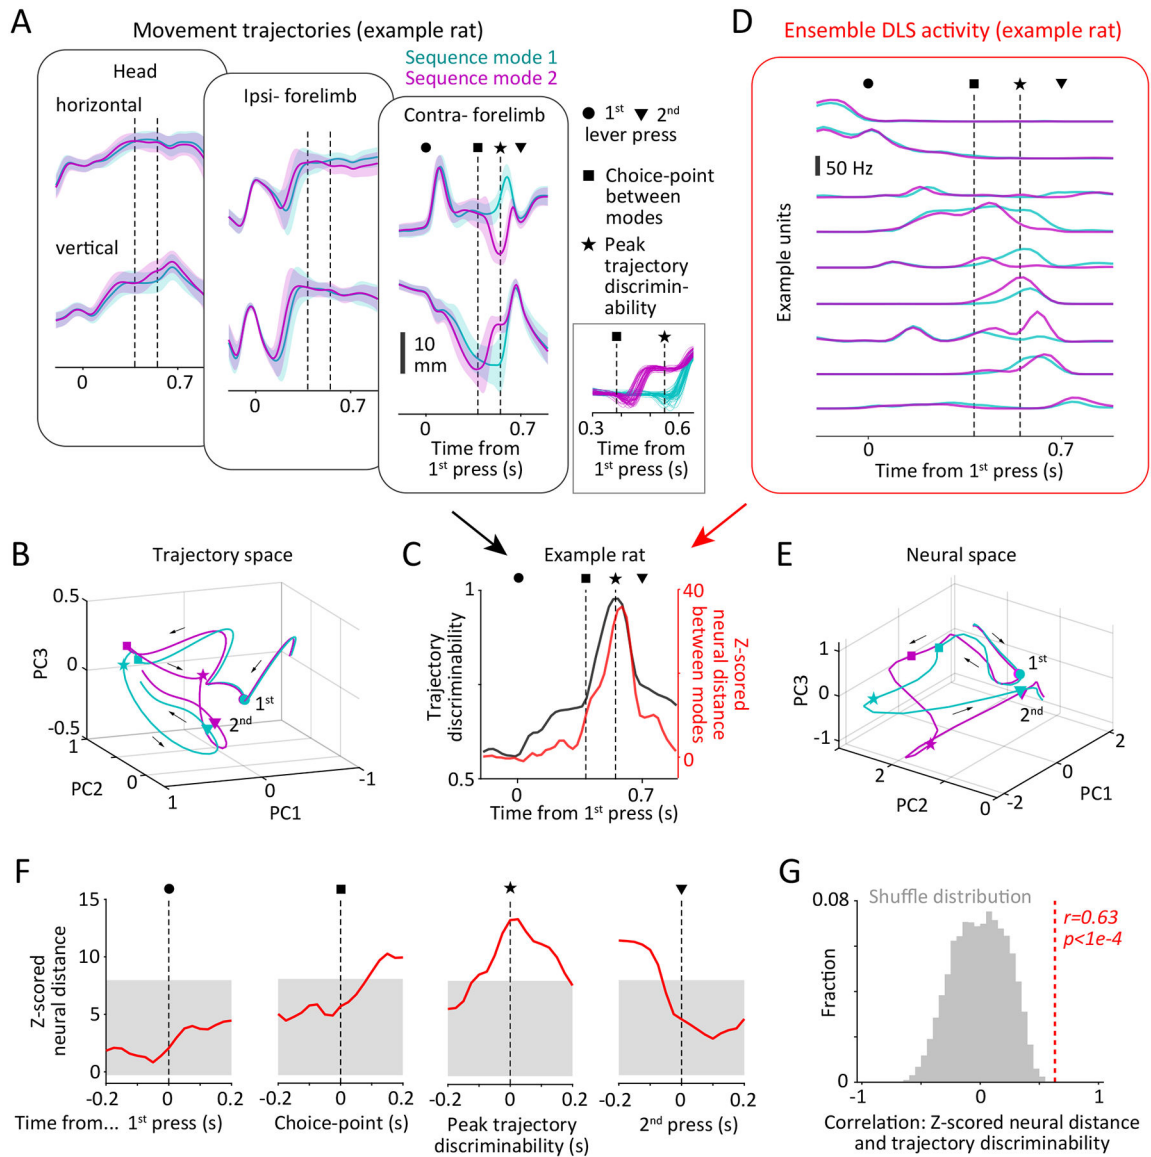 A
Movement trajectories (example rat)
Sequence mode 1
Sequence mode 2
Head
horizontal
vertical
0
0.7
Ipsi- forelimb
0
0.7
Contra- forelimb
10
mm
0
0.7
Time from
1st press (s)
1st
2nd
lever press
Choice-point
between
modes
Peak
trajectory
discrimin-
ability
0.3
0.6
Time from
1st press (s)
D
Ensemble DLS activity (example rat)
50 Hz
Example units
0
0.7
Time from 1st press (s)
B
Trajectory space
0.5
0
-0.5
PC3
1
0
PC2
1
0
-1
PC1
1st
2nd
C
Example rat
1
0.5
Trajectory
discriminability
40
0
Z-scored
neural distance
between modes
0
0.7
Time from 1st press (s)
E
Neural space
1
0
-1
PC3
2
0
PC2
-2
0
2
PC1
1st
2nd
F
15
10
5
0
Z-scored
neural distance
-0.2
0
0.2
-0.2
0
0.2
-0.2
0
0.2
-0.2
0
0.2
Time from... 1st press (s)
Choice-point (s)
Peak trajectory
discriminability (s)
2nd press (s)
G
Shuffle distribution
0.08
0
Fraction
r=0.63
p<1e-4
-1
0
1
Correlation: Z-scored neural distance
and trajectory discriminability